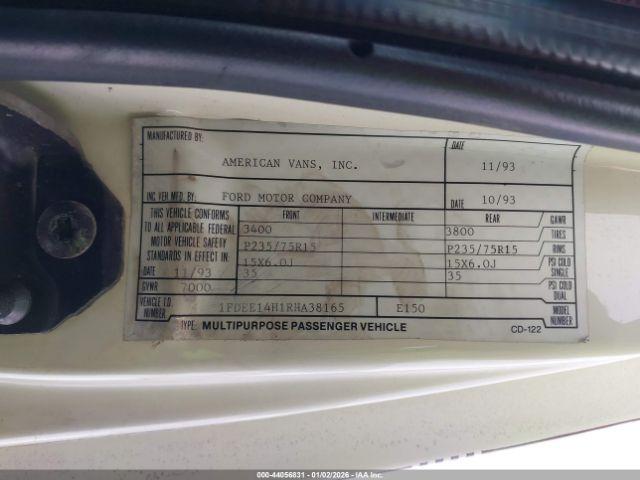 MANUFACTURED BY: DATE
AMERICAN VANS, INC. 11/93
INC VEH MFD. BY: FORD MOTOR COMPANY DATE 10/93
THIS VEHICLE CONFORMS TO ALL APPLICABLE FEDERAL MOTOR VEHICLE SAFETY STANDARDS IN EFFECT IN:
FRONT INTERMEDIATE REAR
3400 3800 GAWR
P235/75R15 P235/75R15 TIRES
15X6.0J 15X6.0J RIMS
35 35 PSI COLD SINGLE
PSI COLD DUAL
DATE 11/93
GVWR 7000
VEHICLE I.D. NUMBER 1FDEE14H1RHA38165 E150 MODEL NUMBER
TYPE: MULTIPURPOSE PASSENGER VEHICLE CD-122
000-44056831 - 01/02/2026 - IAA Inc.